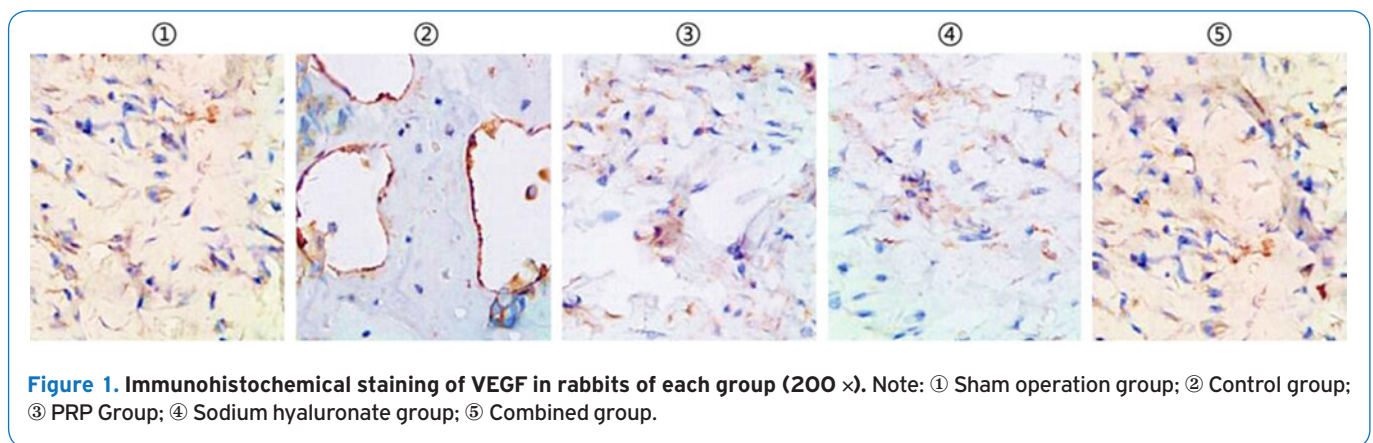 ① ② ③ ④ ⑤
Figure 1. Immunohistochemical staining of VEGF in rabbits of each group (200 ×). Note: ① Sham operation group; ② Control group;
③ PRP Group; ④ Sodium hyaluronate group; ⑤ Combined group.